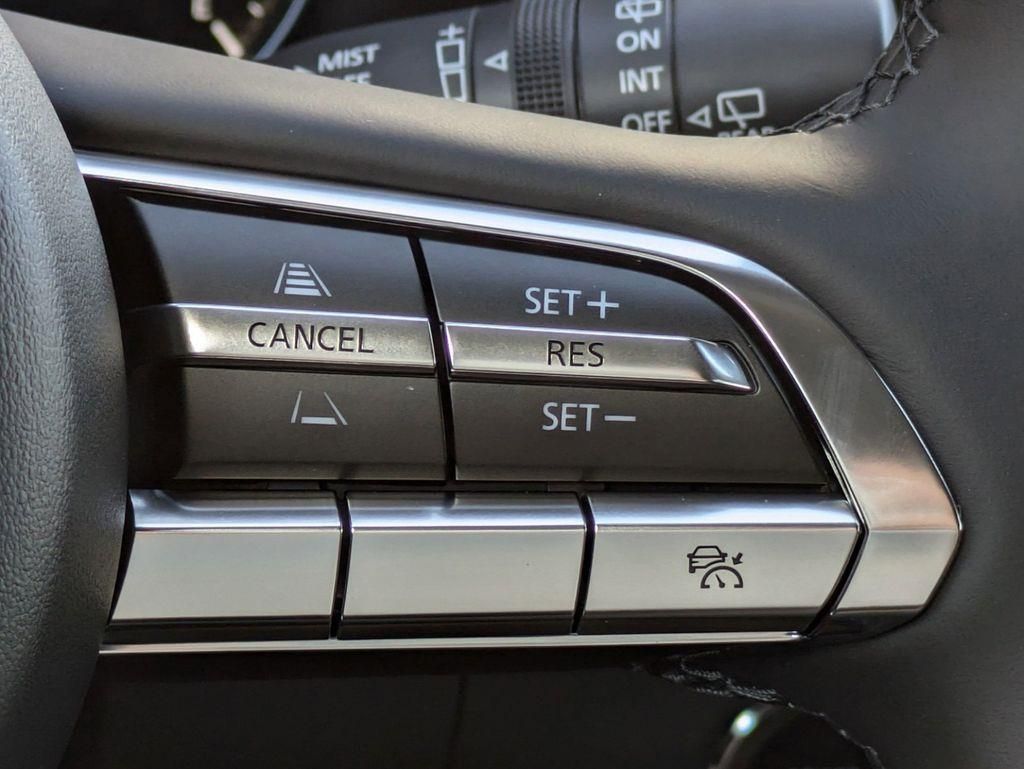 MIST
ON
INT
OFF
SET+
CANCEL
RES
SET−